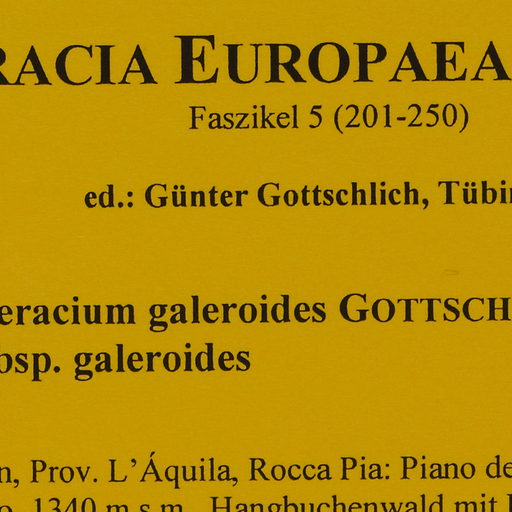 RACIA EUROPAEA
Faszikel 5 (201-250)
ed.: Günter Gottschlich, Tübin
eracium galeroides GOTTSCH
bsp. galeroides
n, Prov. L'Áquila, Rocca Pia: Piano de
o, 1340 m s.m., Hangbuchenwald mit